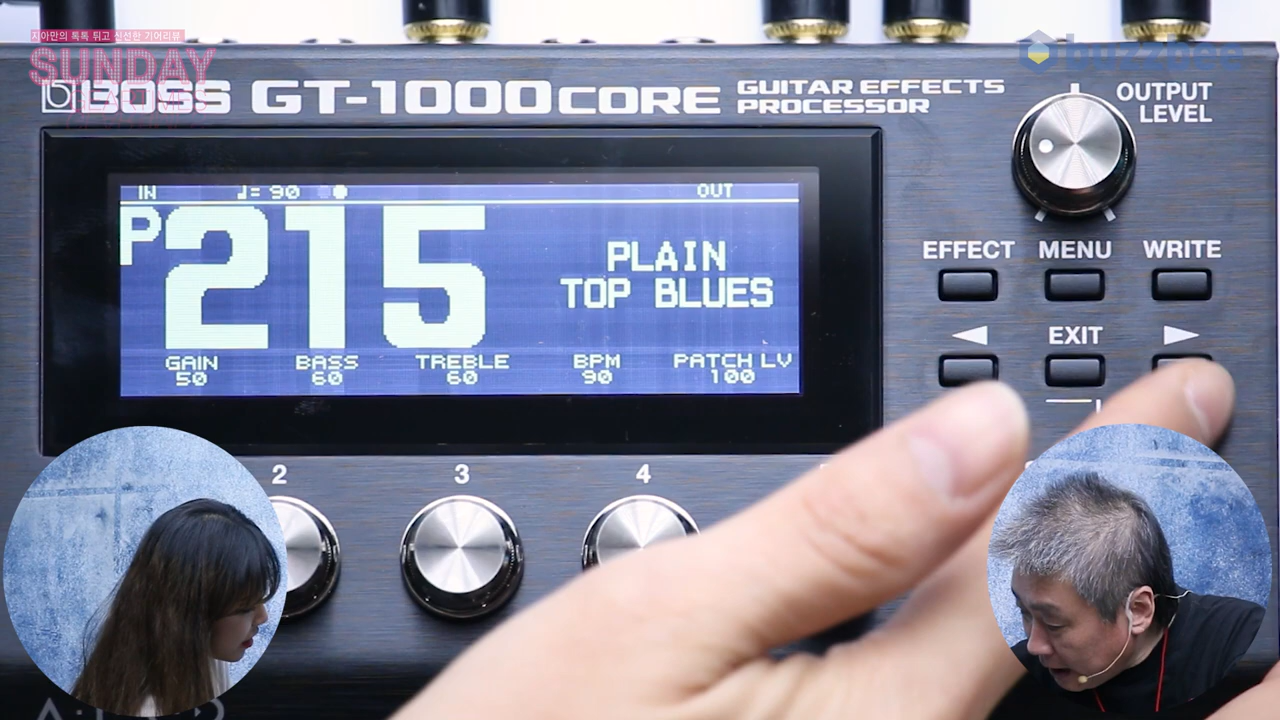 지아만의 톡톡 튀고 신선한 기어리뷰
SUNDAY
buzzbee
BOSS GT-1000CORE
GUITAR EFFECTS
PROCESSOR
OUTPUT
LEVEL
IN
♩= 90
OUT
P215
PLAIN
TOP BLUES
GAIN
50
BASS
60
TREBLE
60
BPM
90
PATCH LV
100
EFFECT
MENU
WRITE
EXIT
2
3
4